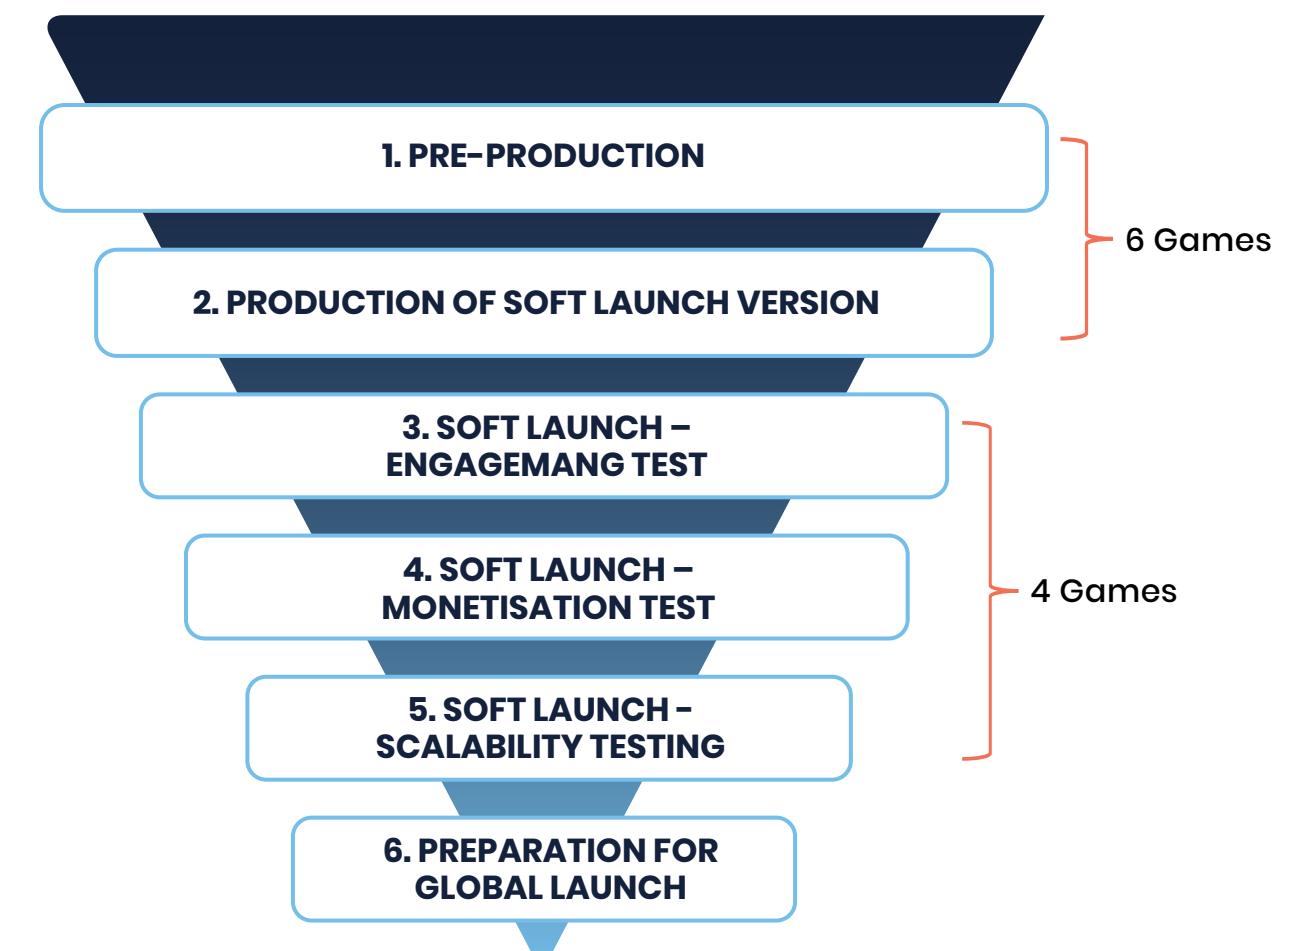 1. PRE-PRODUCTION
6 Games
2. PRODUCTION OF SOFT LAUNCH VERSION
3. SOFT LAUNCH –
ENGAGEMANG TEST
4. SOFT LAUNCH –
MONETISATION TEST
4 Games
5. SOFT LAUNCH -
SCALABILITY TESTING
6. PREPARATION FOR
GLOBAL LAUNCH